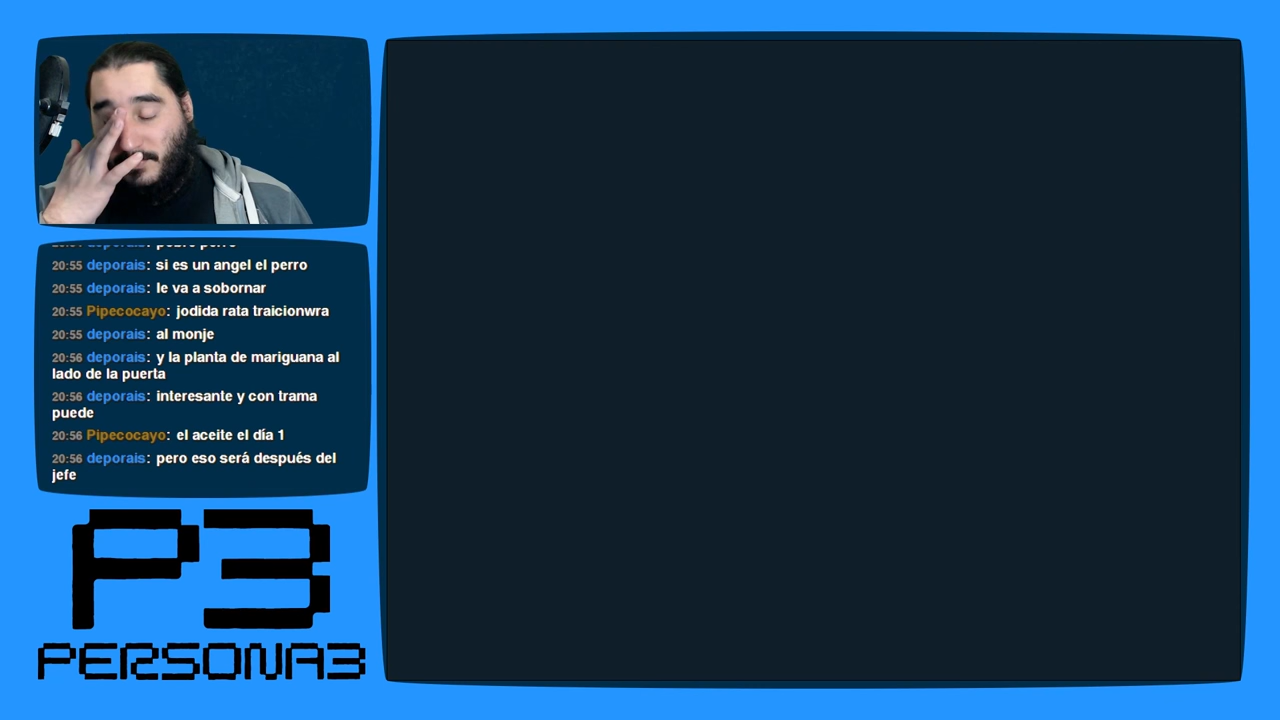 20:55 deporais: si es un angel el perro
20:55 deporais: le va a sobornar
20:55 Pipecocayo: jodida rata traicionwra
20:55 deporais: al monje
20:56 deporais: y la planta de mariguana al
lado de la puerta
20:56 deporais: interesante y con trama
puede
20:56 Pipecocayo: el aceite el día 1
20:56 deporais: pero eso será después del
jefe
P3
PERSONA3